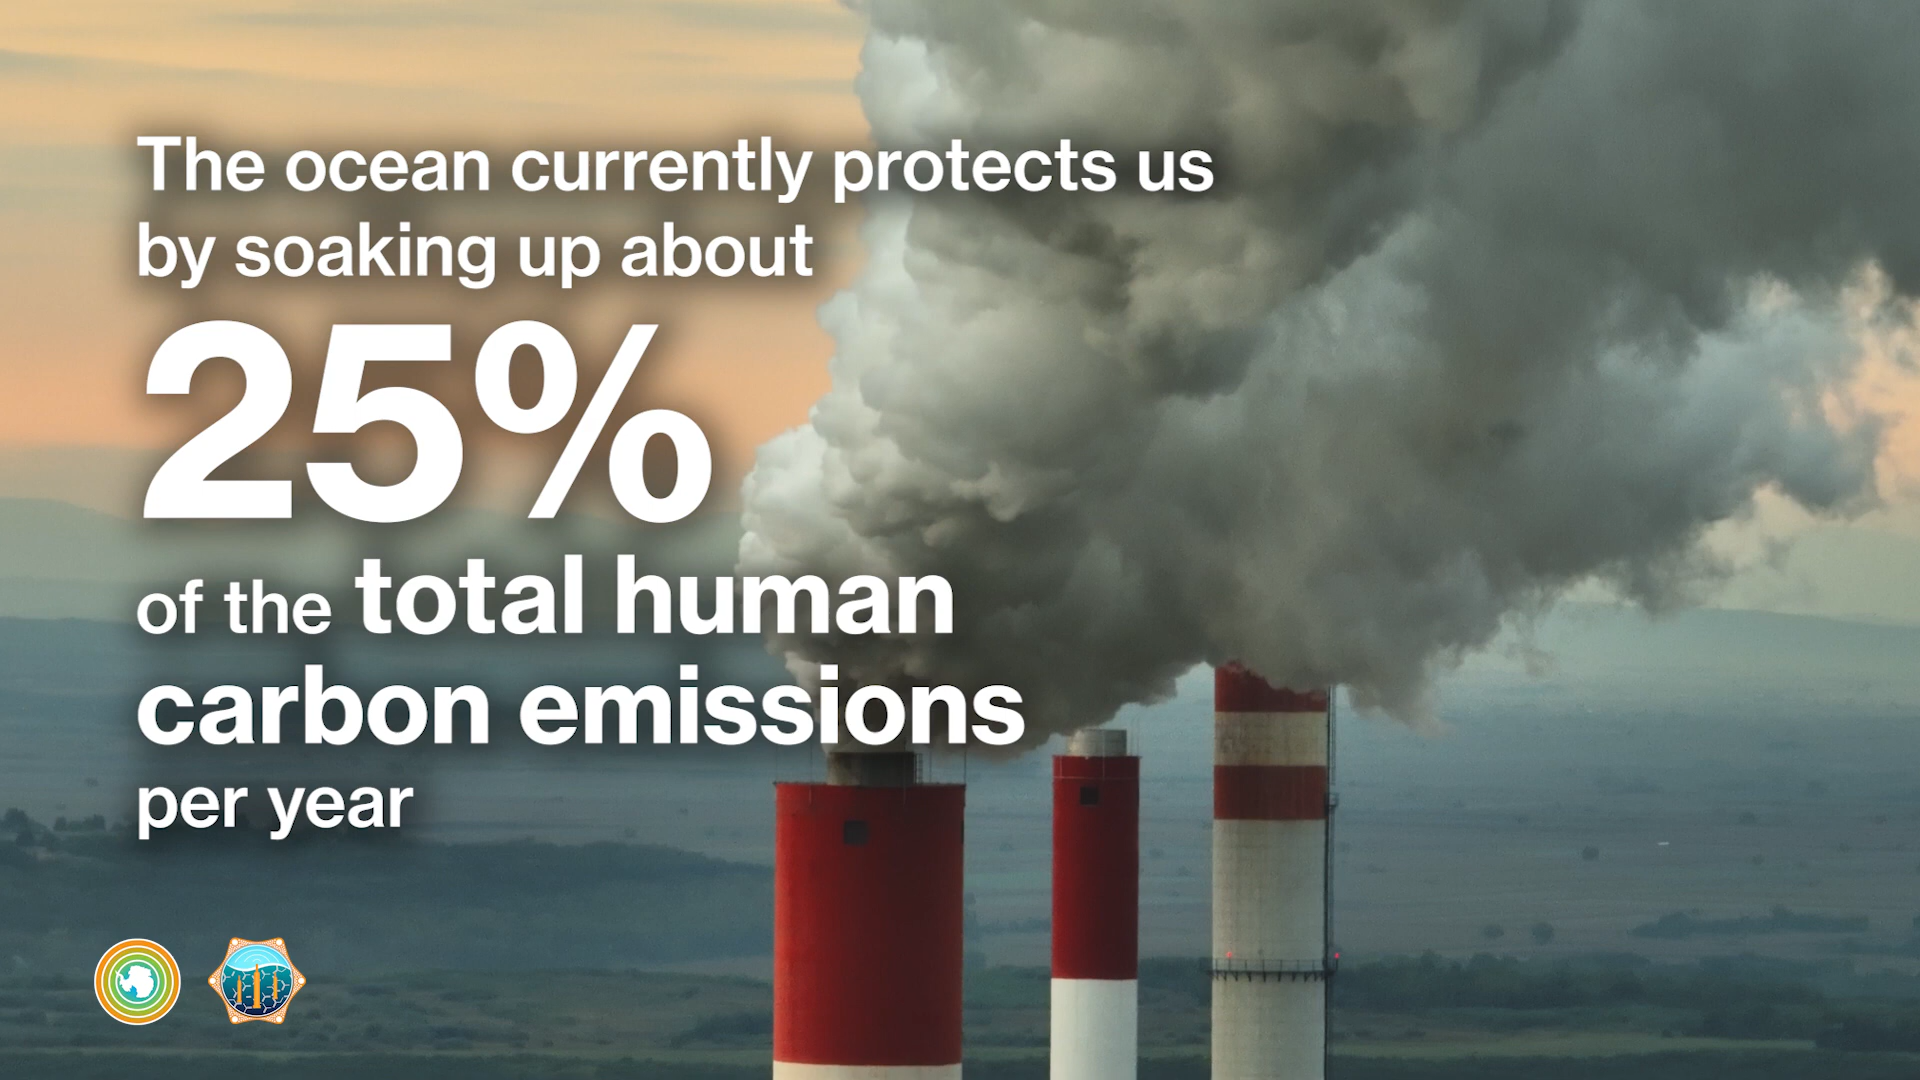 The ocean currently protects us
by soaking up about
25%
of the total human
carbon emissions
per year